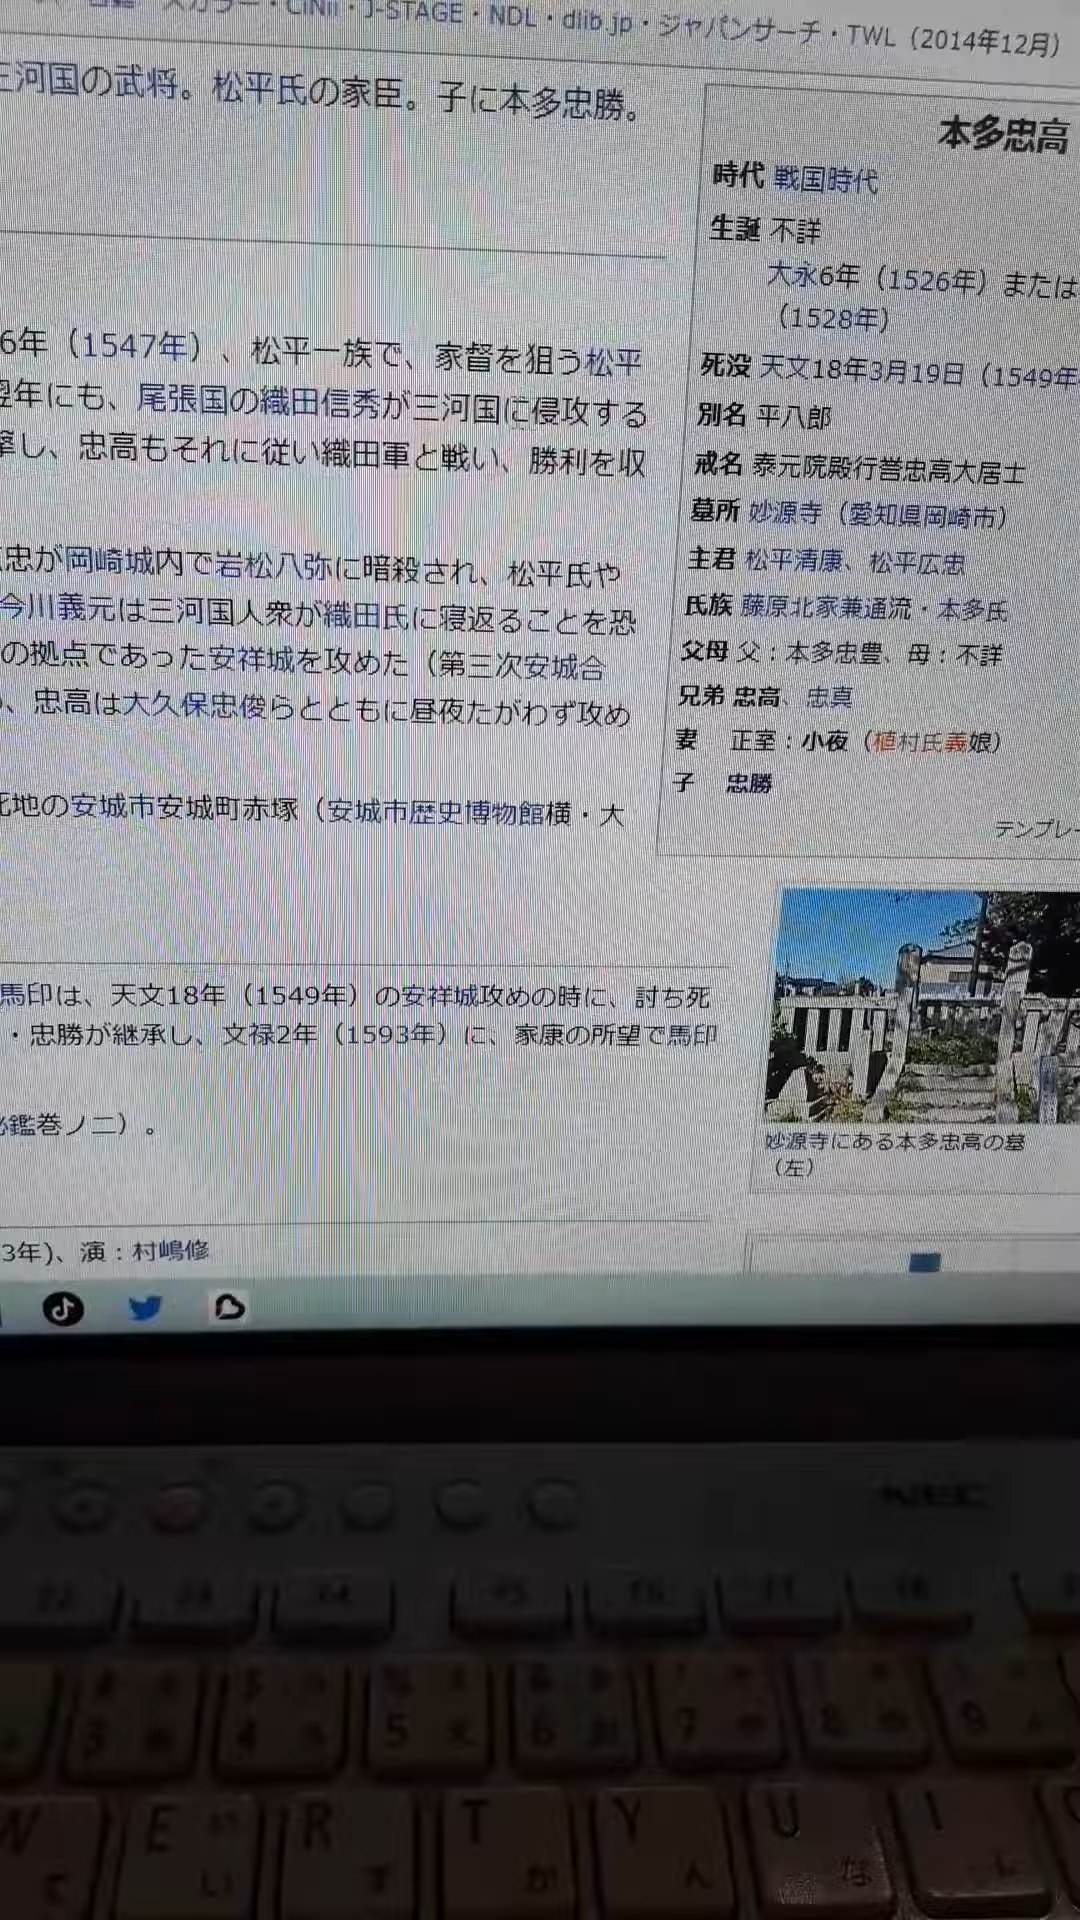 CiNii・J-STAGE・NDL・dlib.jp・ジャパンサーチ・TWL（2014年12月）
三河国の武将。松平氏の家臣。子に本多忠勝。
6年（1547年）、松平一族で、家督を狙う松平
翌年にも、尾張国の織田信秀が三河国に侵攻する
撃し、忠高もそれに従い織田軍と戦い、勝利を収
忠が岡崎城内で岩松八弥に暗殺され、松平氏や
今川義元は三河国人衆が織田氏に寝返ることを恐
の拠点であった安祥城を攻めた（第三次安城合
、忠高は大久保忠俊らとともに昼夜たがわず攻め
死地の安城市安城町赤塚（安城市歴史博物館横・大
馬印は、天文18年（1549年）の安祥城攻めの時に、討ち死
・忠勝が継承し、文禄2年（1593年）に、家康の所望で馬印
鑑巻ノ二）。
3年)、演：村嶋修
本多忠高
時代 戦国時代
生誕 不詳
大永6年（1526年）または
（1528年）
死没 天文18年3月19日（1549年
別名 平八郎
戒名 泰元院殿行誉忠高大居士
墓所 妙源寺（愛知県岡崎市）
主君 松平清康、松平広忠
氏族 藤原北家兼通流・本多氏
父母 父：本多忠豊、母：不詳
兄弟 忠高、忠真
妻 正室：小夜（植村氏義娘）
子 忠勝
テンプレー
妙源寺にある本多忠高の墓
（左）
NEC
3
4
5
6
7
8
9
W て
E い
R す
T か
Y ん
U な
I に